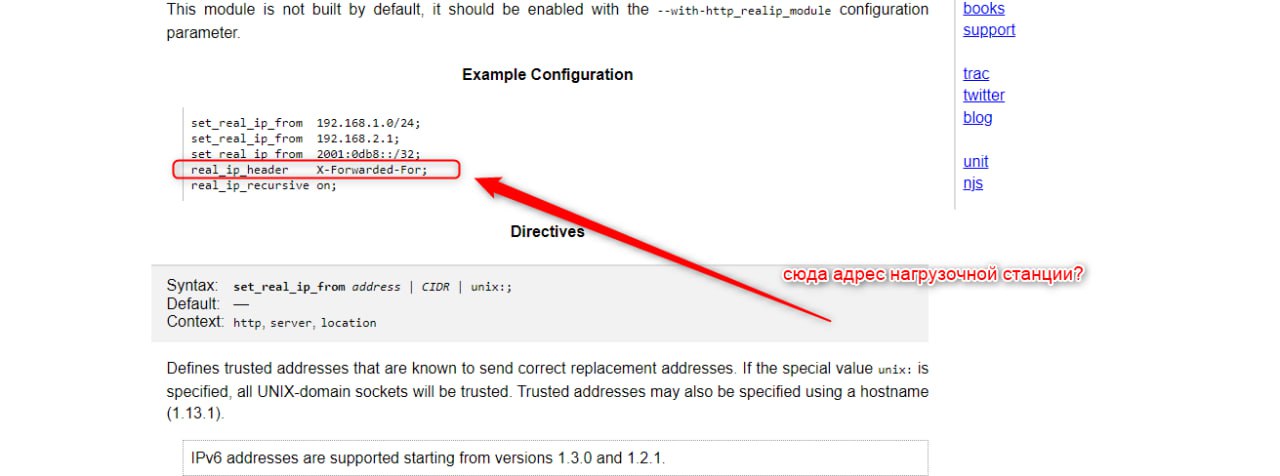 This module is not built by default, it should be enabled with the --with-http_realip_module configuration
parameter.
Example Configuration
set_real_ip_from  192.168.1.0/24;
set_real_ip_from  192.168.2.1;
set_real_ip_from  2001:0db8::/32;
real_ip_header    X-Forwarded-For;
real_ip_recursive on;
Directives
Syntax: set_real_ip_from address | CIDR | unix:;
Default: —
Context: http, server, location
Defines trusted addresses that are known to send correct replacement addresses. If the special value unix: is
specified, all UNIX-domain sockets will be trusted. Trusted addresses may also be specified using a hostname
(1.13.1).
IPv6 addresses are supported starting from versions 1.3.0 and 1.2.1.
books
support
trac
twitter
blog
unit
njs
сюда адрес нагрузочной станции?